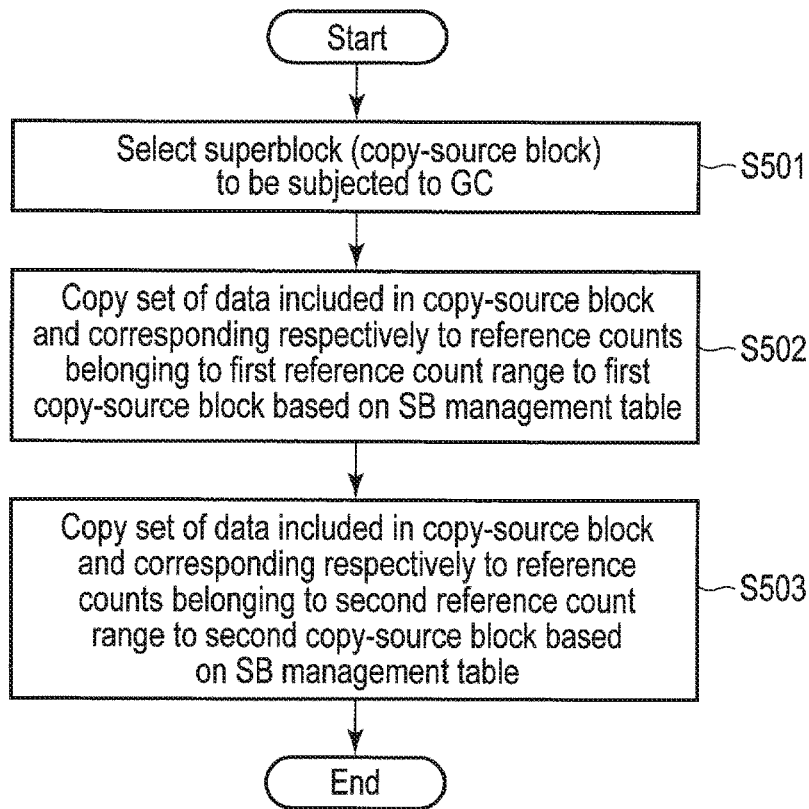 Start
Select superblock (copy-source block)
to be subjected to GC
S501
Copy set of data included in copy-source block
and corresponding respectively to reference counts
belonging to first reference count range to first
copy-source block based on SB management table
S502
Copy set of data included in copy-source block
and corresponding respectively to reference
counts belonging to second reference count
range to second copy-source block based
on SB management table
S503
End